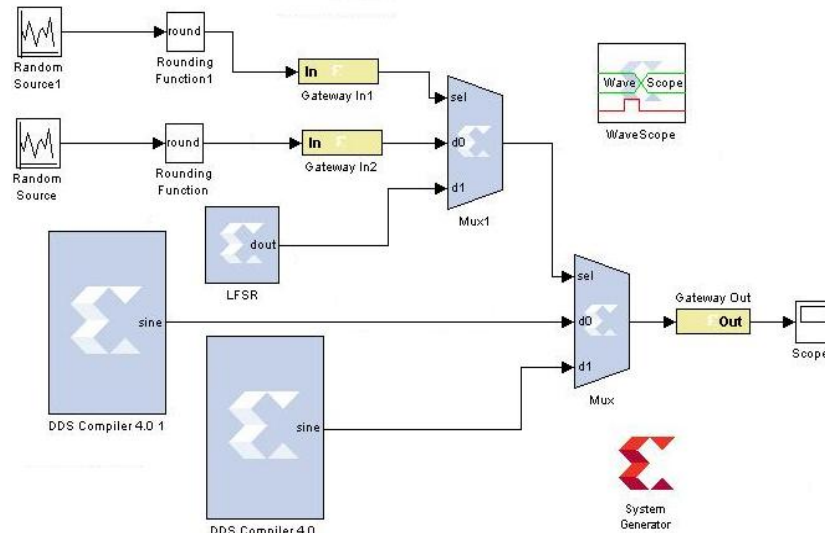 Random
Source1
round
Rounding
Function1
In
Gateway In1
sel
d0
d1
Mux1
Wave Scope
WaveScope
Random
Source
round
Rounding
Function
In
Gateway In2
dout
LFSR
sine
DDS Compiler 4.0 1
sine
DDS Compiler 4.0
sel
d0
d1
Mux
Gateway Out
Out
Scope
System
Generator